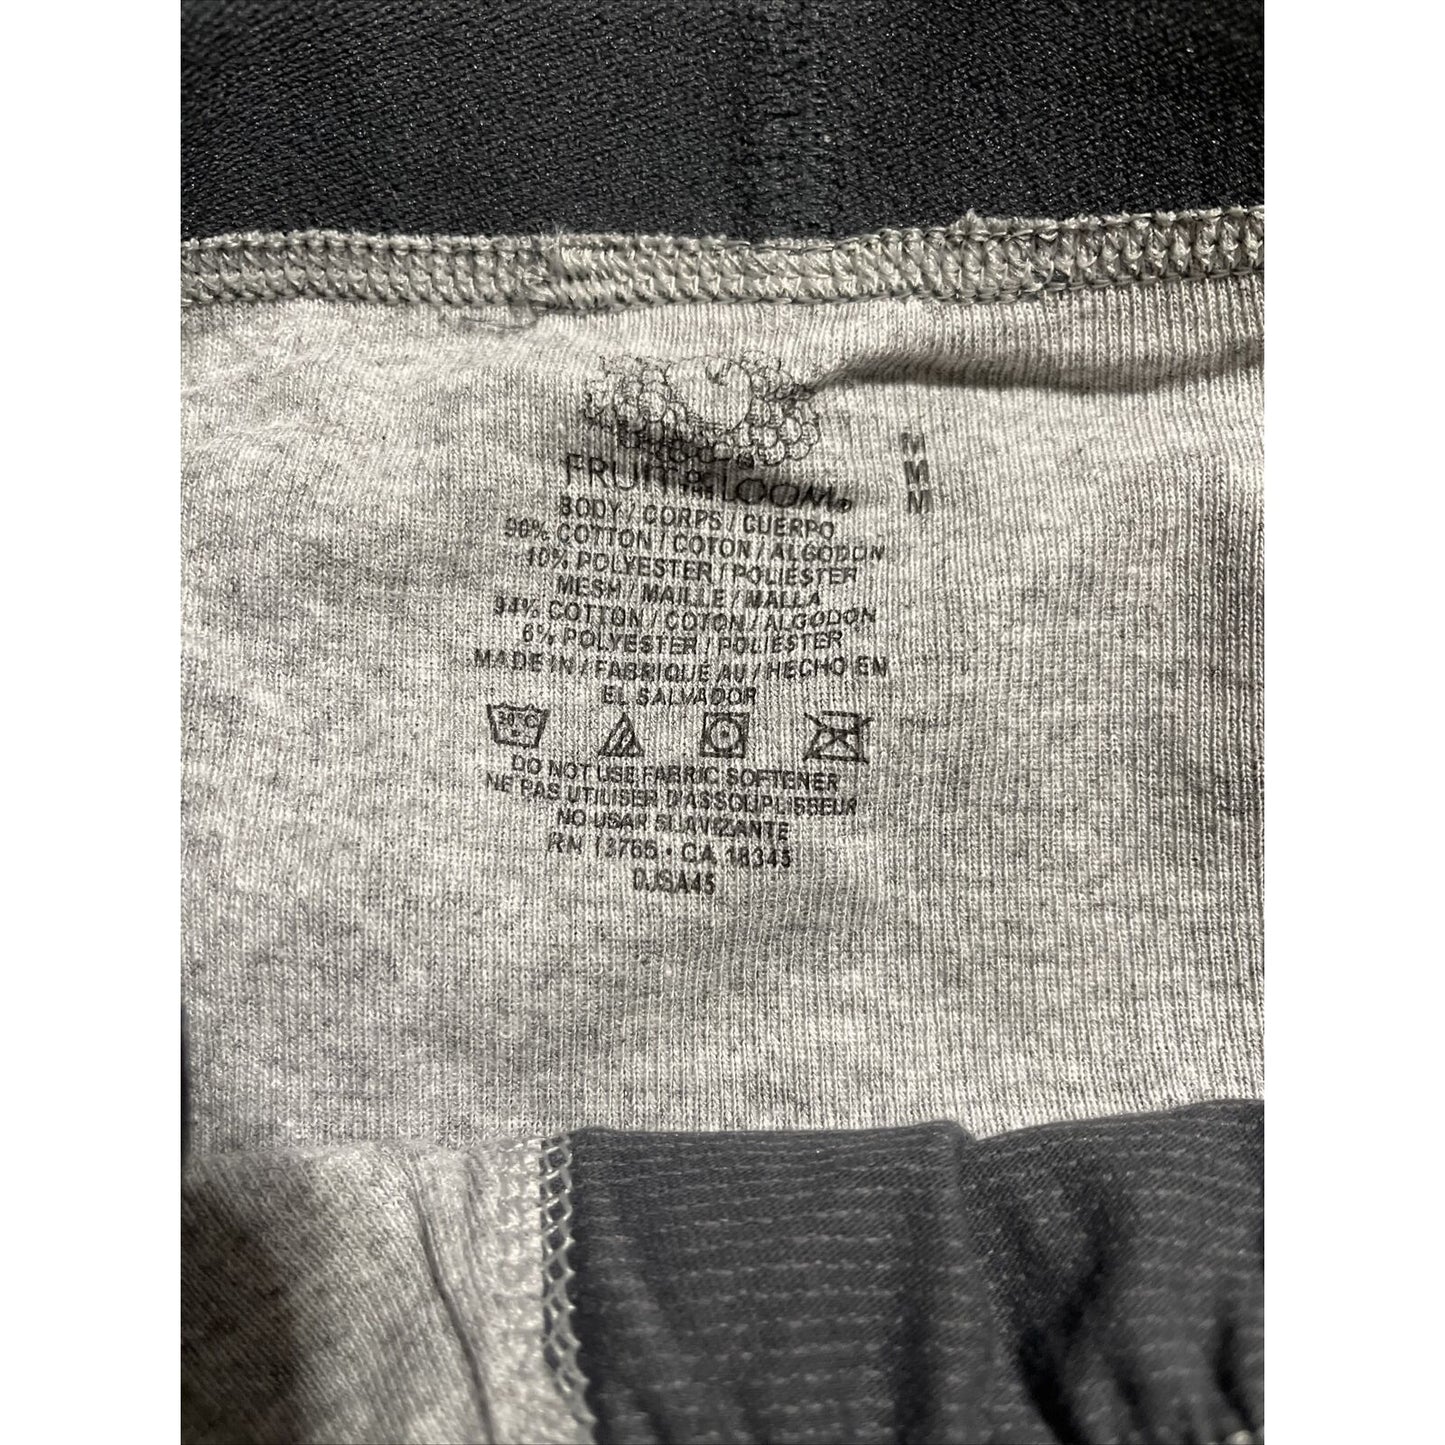 FRUIT OF THE LOOM®
M
M
M
BODY / CORPS / CUERPO
90% COTTON / COTON / ALGODON
10% POLYESTER / POLIESTER
MESH / MAILLE / MALLA
94% COTTON / COTON / ALGODON
6% POLYESTER / POLIESTER
MADE IN / FABRIQUÉ AU / HECHO EN
EL SALVADOR
30°C
DO NOT USE FABRIC SOFTENER
NE PAS UTILISER D'ASSOUPLISSEUR
NO USAR SUAVIZANTE
RN 13765 • CA 18345
DJSA45